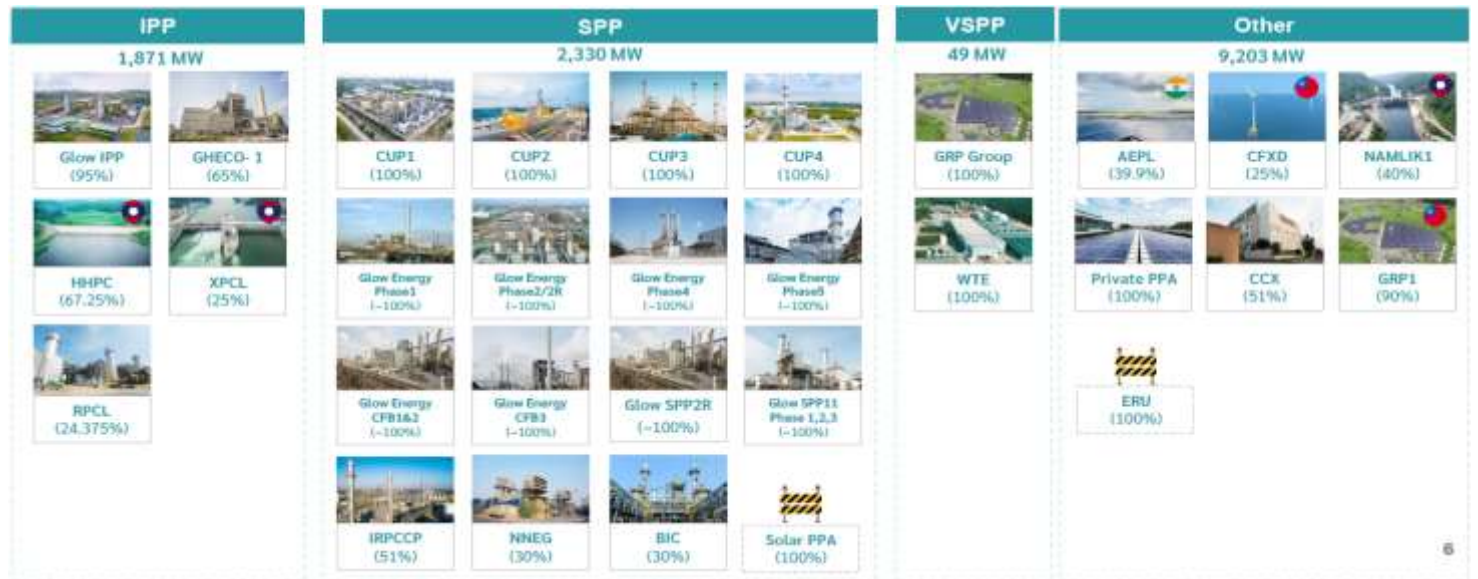 IPP
1,871 MW
Glow IPP
(95%)
GHECO- 1
(65%)
HHPC
(67.25%)
XPCL
(25%)
RPCL
(24.375%)
SPP
2,330 MW
CUP1
(100%)
CUP2
(100%)
CUP3
(100%)
CUP4
(100%)
Glow Energy
Phase1
(~100%)
Glow Energy
Phase2/2R
(~100%)
Glow Energy
Phase4
(~100%)
Glow Energy
Phase5
(~100%)
Glow Energy
CFB1&2
(~100%)
Glow Energy
CFB3
(~100%)
Glow SPP2R
(~100%)
Glow SPP11
Phase 1,2,3
(~100%)
IRPCCP
(51%)
NNEG
(30%)
BIC
(30%)
Solar PPA
(100%)
VSPP
49 MW
GRP Group
(100%)
WTE
(100%)
Other
9,203 MW
AEPL
(39.9%)
CFXD
(25%)
NAMLIK1
(40%)
Private PPA
(100%)
CCX
(51%)
GRP1
(90%)
ERU
(100%)
6